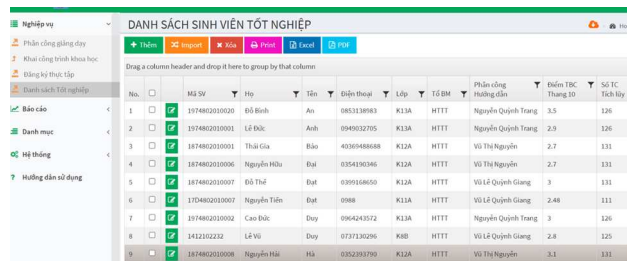 Nghiệp vụ
Phân công giảng dạy
Khai công trình khoa học
Đăng ký thực tập
Danh sách Tốt nghiệp
Báo cáo
Danh mục
Hệ thống
? Hướng dẫn sử dụng
DANH SÁCH SINH VIÊN TỐT NGHIỆP
Thêm Import Xóa Print Excel PDF
Drag a column header and drop it here to group by that column
No. Mã SV Họ Tên Điện thoại Lớp Tổ BM Phân công Hướng dẫn Điểm TBC Thang 10 Số TC Tích lũy
1 1974802010020 Đỗ Bình An 0853138983 K13A HTTT Nguyễn Quỳnh Trang 3.5 126
2 1974802010001 Lê Đức Anh 0949032705 K13A HTTT Nguyễn Quỳnh Trang 2.9 126
3 1874802010001 Thái Gia Bảo 40369488688 K12A HTTT Vũ Thị Nguyên 2.7 131
4 1874802010006 Nguyễn Hữu Đại 0354190346 K12A HTTT Vũ Thị Nguyên 2.7 131
5 1874802010007 Đỗ Thế Đạt 0399168650 K12A HTTT Vũ Lê Quỳnh Giang 3 131
6 17D4802010007 Nguyễn Tiến Đạt 0988 K11A HTTT Vũ Lê Quỳnh Giang 2.48 111
7 1974802010002 Cao Đức Duy 0964243572 K13A HTTT Nguyễn Quỳnh Trang 3 126
8 1412102232 Lê Vũ Duy 0737130296 K8B HTTT Vũ Lê Quỳnh Giang 2.8 125
9 1874802010008 Nguyễn Hải Hà 0352393790 K12A HTTT Vũ Thị Nguyên 3.1 131